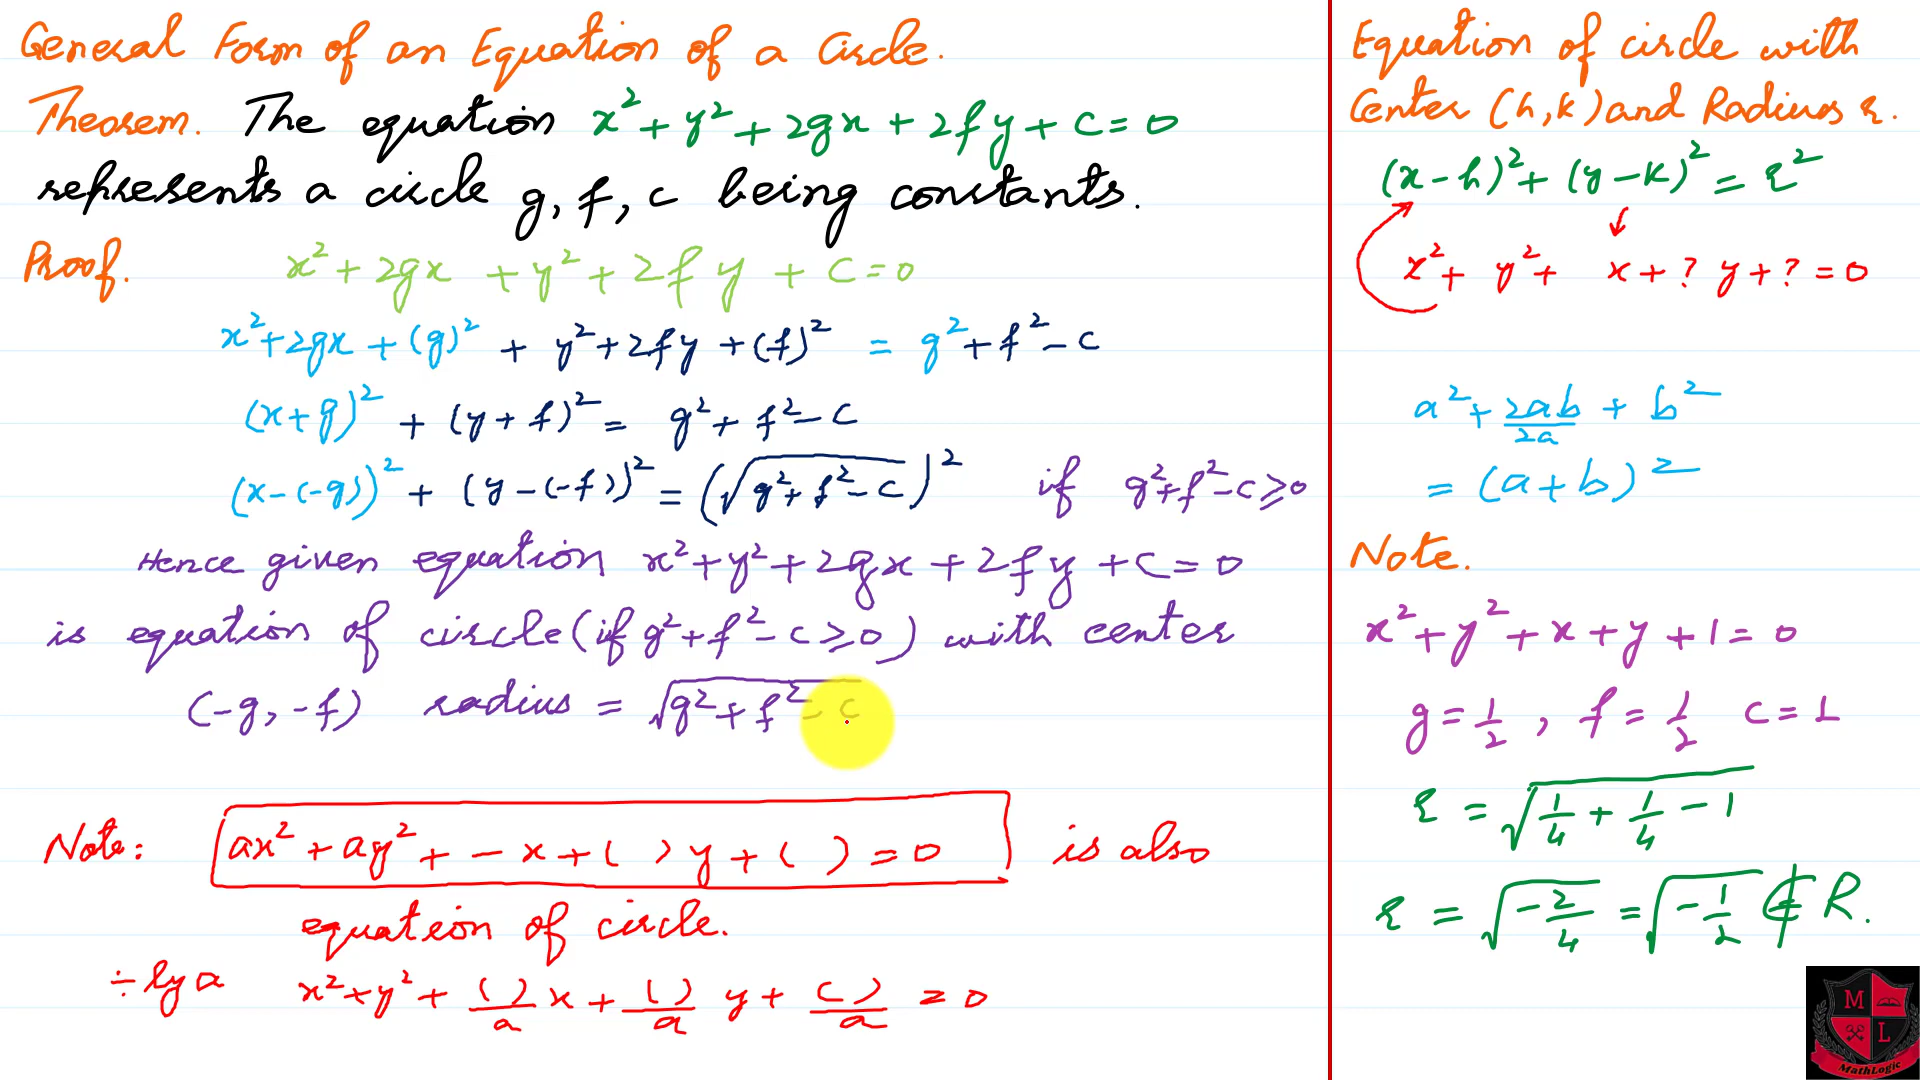 General Form of an Equation of a Circle.
Theorem. The equation x² + y² + 2gx + 2fy + c = 0
represents a circle g, f, c being constants.
Proof. x² + 2gx + y² + 2fy + c = 0
x² + 2gx + (g)² + y² + 2fy + (f)² = g² + f² - c
(x+g)² + (y+f)² = g² + f² - c
(x-(-g))² + (y-(-f))² = (√(g² + f² - c))² if g² + f² - c ≥ 0
Hence given equation x² + y² + 2gx + 2fy + c = 0
is equation of circle (if g² + f² - c ≥ 0) with center
(-g, -f) radius = √(g² + f² - c)
Note: ax² + ay² + - x + ( ) y + ( ) = 0 is also
equation of circle.
÷ by a x² + y² + ( )/a x + ( )/a y + ( )/a = 0
Equation of circle with
Center (h, k) and Radius r.
(x-h)² + (y-k)² = r²
x² + y² + x + ? y + ? = 0
a² + 2ab + b²
2a
= (a+b)²
Note.
x² + y² + x + y + 1 = 0
g = 1/2, f = 1/2 c = 1
r = √(1/4 + 1/4 - 1)
r = √(-2/4) = √(-1/2) ∉ R.
M
L
MathLogic